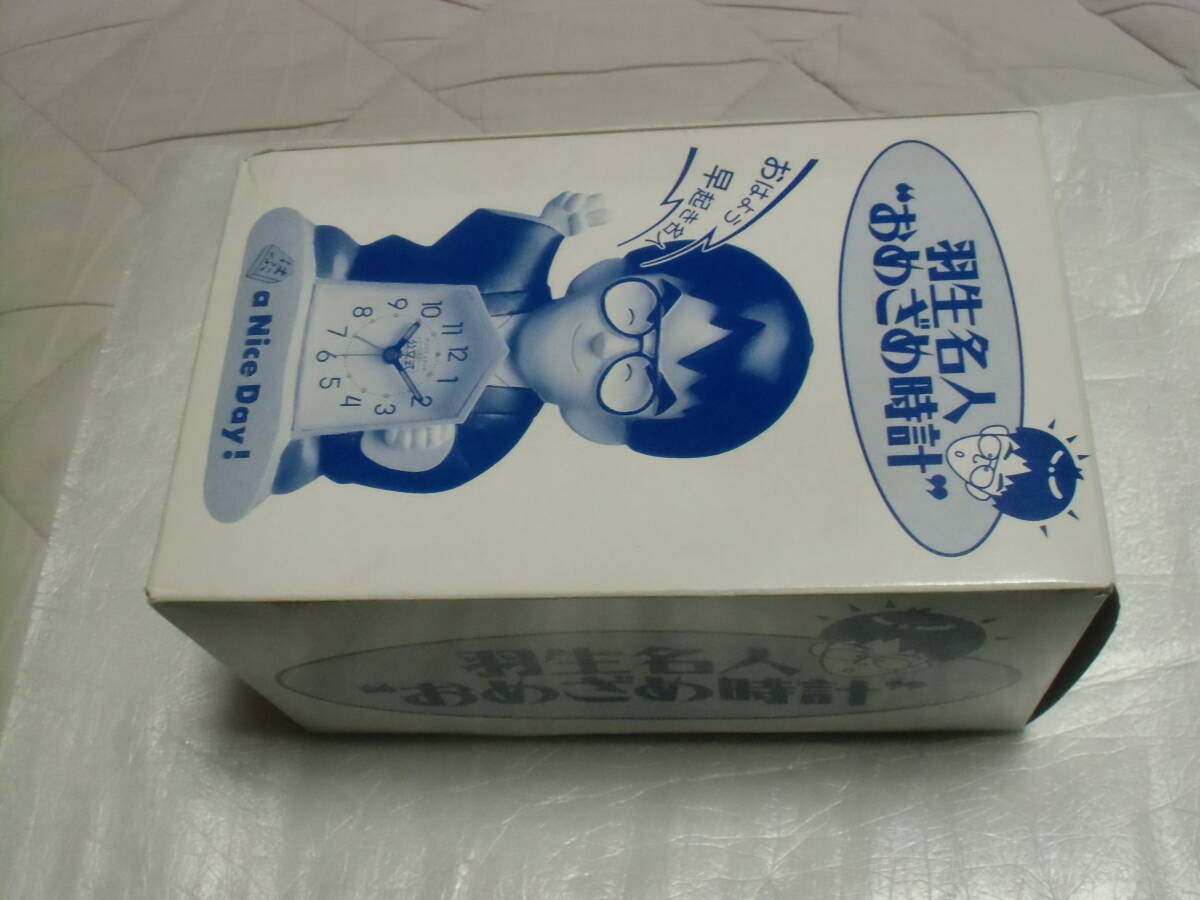 羽生名人
“おめざめ時計”
おはよう
早起き名人
12
1
2
3
4
5
6
7
8
9
10
11
a Nice Day!
羽生名人
“おめざめ時計”